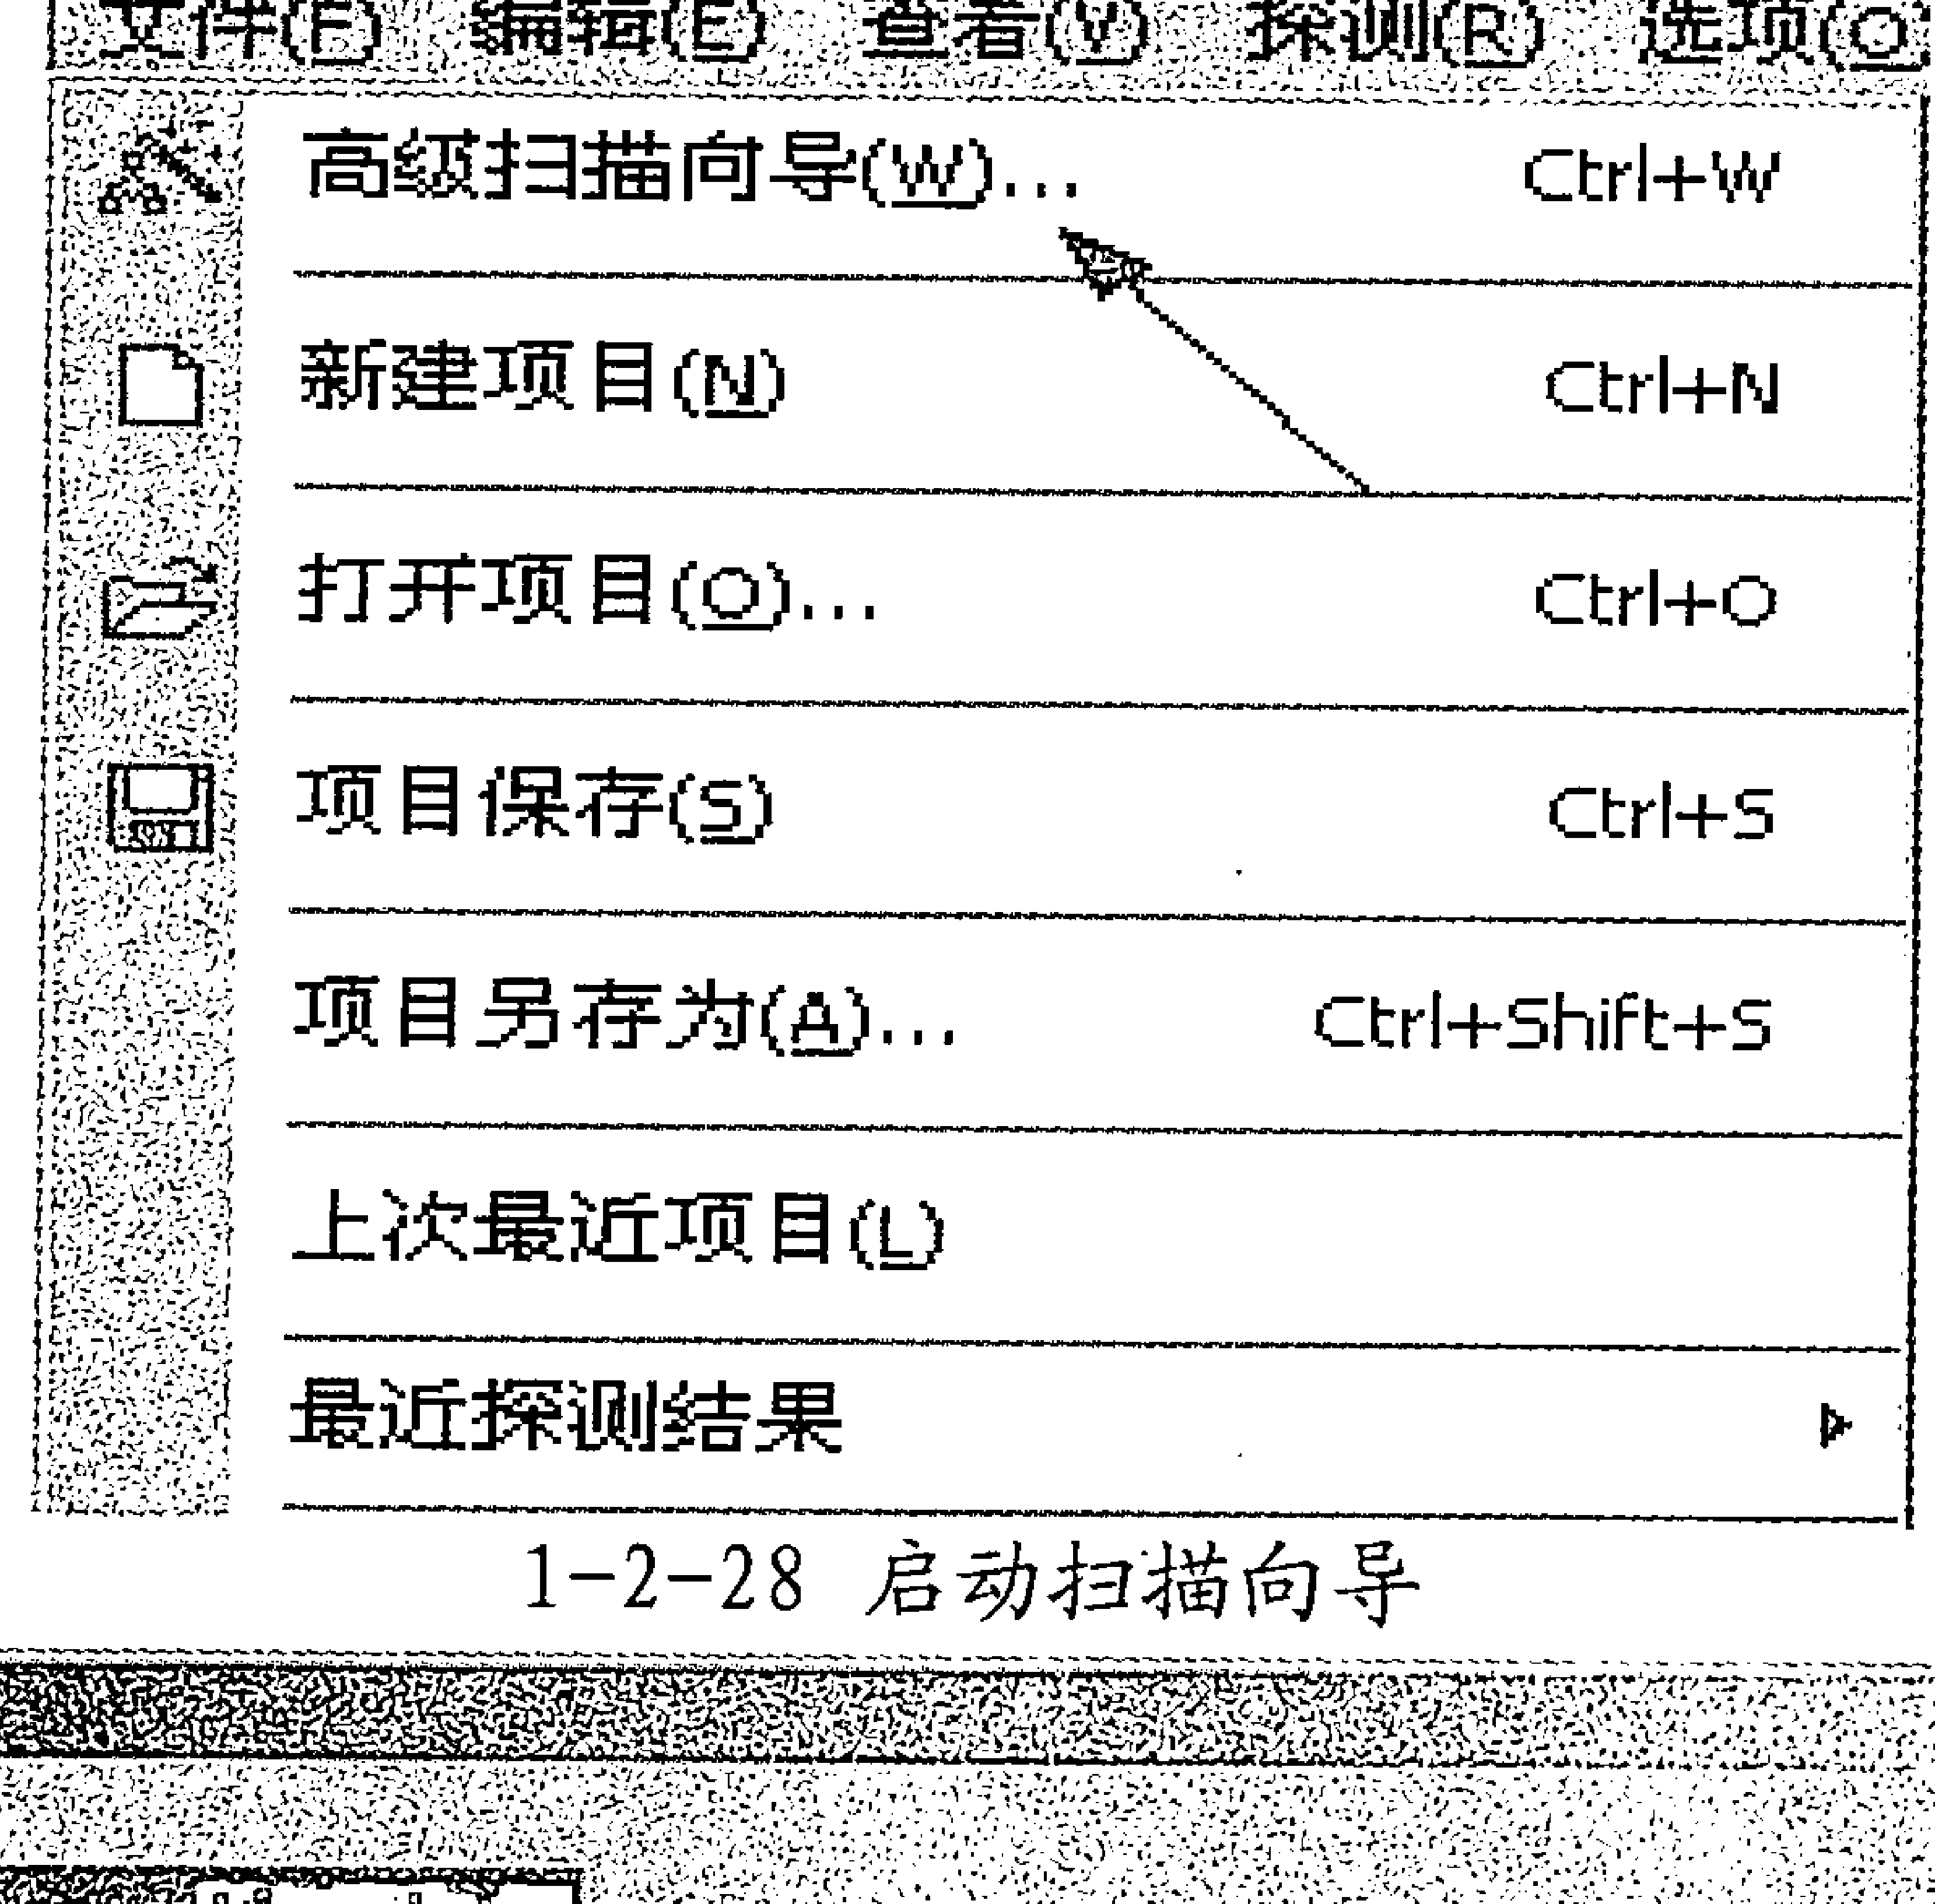 文件(F) 编辑(E) 查看(V) 探测(R) 选项(O)
高级扫描向导(W)... Ctrl+W
新建项目(N) Ctrl+N
打开项目(O)... Ctrl+O
项目保存(S) Ctrl+S
项目另存为(A)... Ctrl+Shift+S
上次最近项目(L)
最近探测结果
1-2-28 启动扫描向导